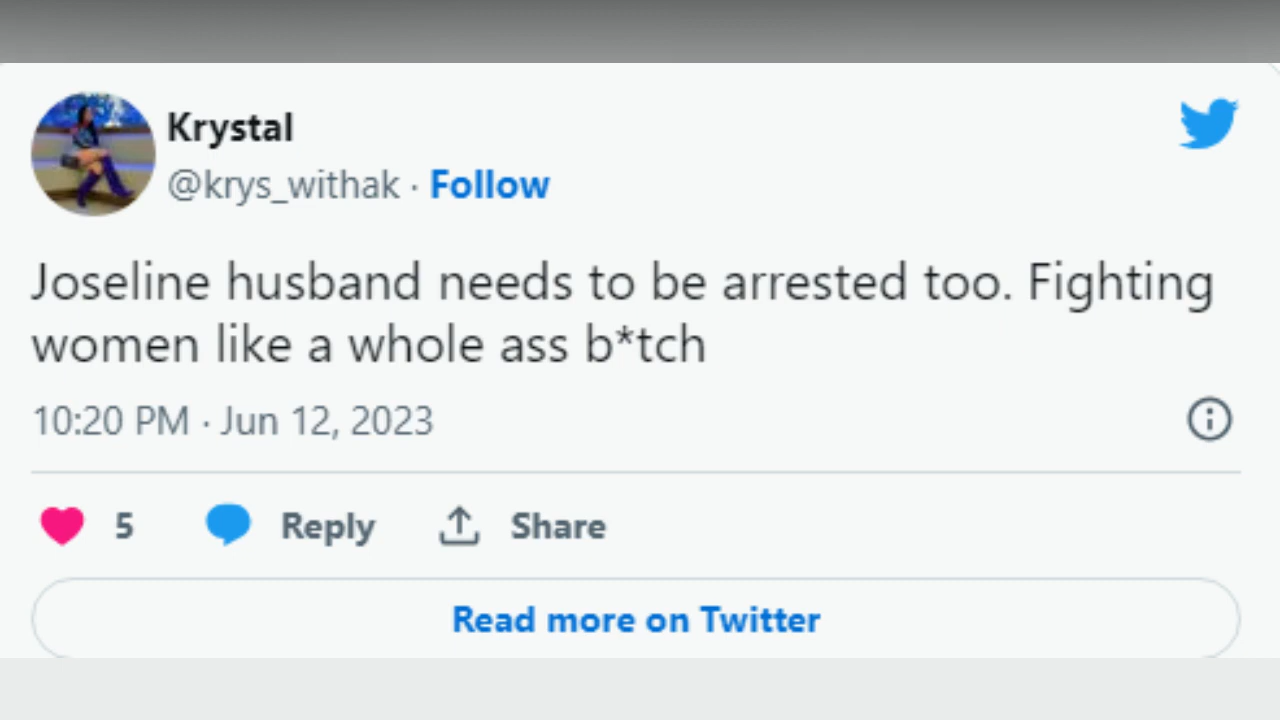 Krystal
@krys_withak · Follow
Joseline husband needs to be arrested too. Fighting
women like a whole ass b*tch
10:20 PM · Jun 12, 2023
5 Reply Share
Read more on Twitter